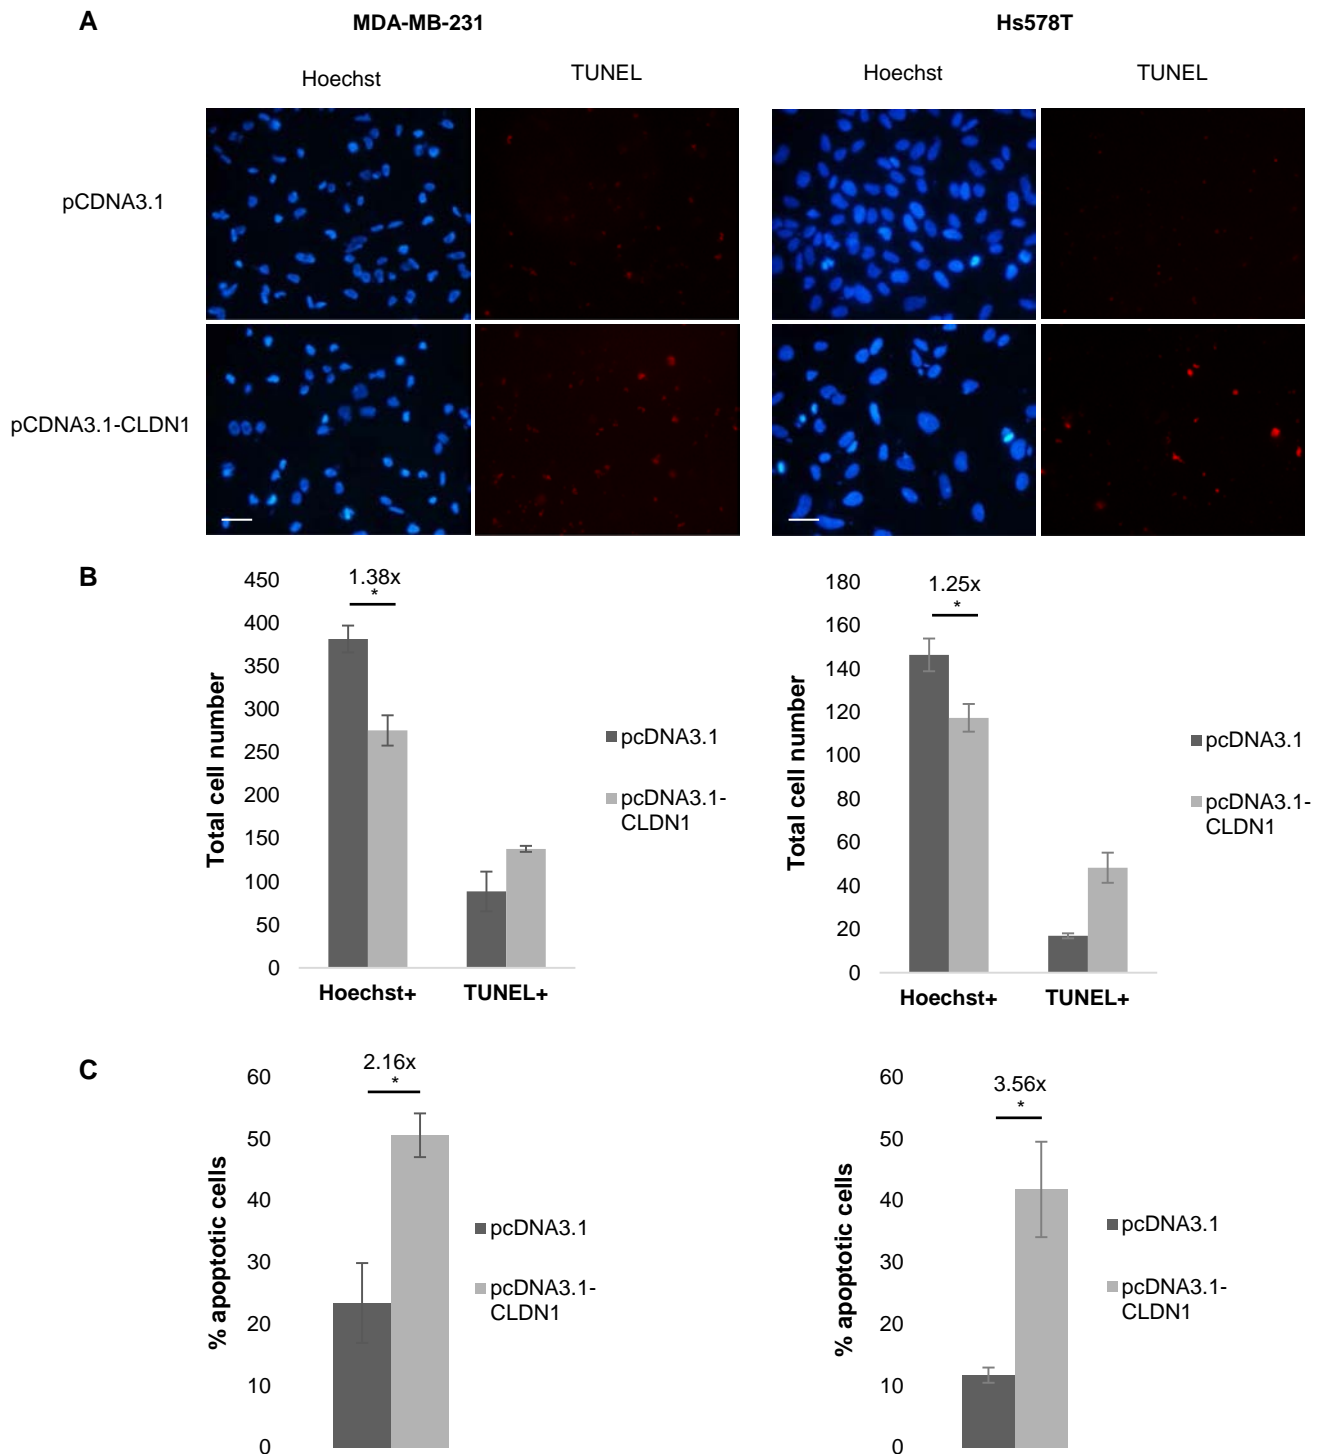 A
MDA-MB-231
Hs578T
Hoechst
TUNEL
Hoechst
TUNEL
pCDNA3.1
pCDNA3.1-CLDN1
B
450
400
350
300
250
200
150
100
50
0
Total cell number
1.38x
*
Hoechst+
TUNEL+
pcDNA3.1
pcDNA3.1-
CLDN1
180
160
140
120
100
80
60
40
20
0
Total cell number
1.25x
*
Hoechst+
TUNEL+
pcDNA3.1
pcDNA3.1-
CLDN1
C
60
50
40
30
20
10
0
% apoptotic cells
2.16x
*
pcDNA3.1
pcDNA3.1-
CLDN1
60
50
40
30
20
10
0
% apoptotic cells
3.56x
*
pcDNA3.1
pcDNA3.1-
CLDN1